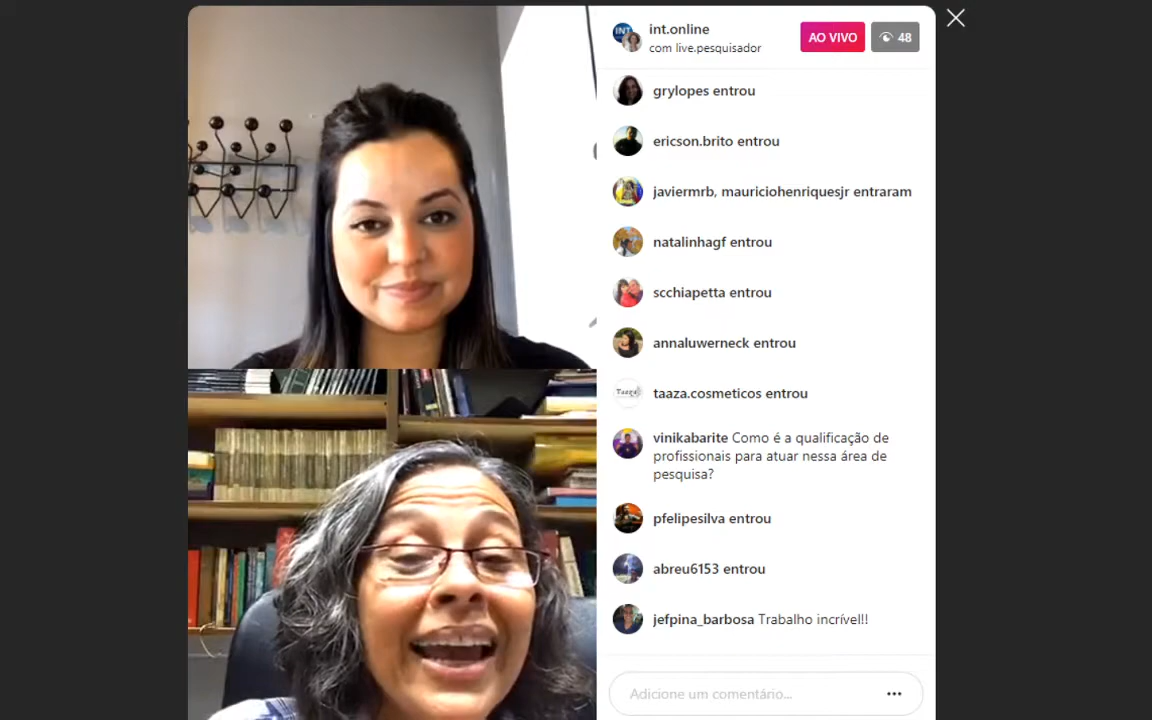 INT
int.online
com live.pesquisador
AO VIVO
48
grylopes entrou
ericson.brito entrou
javiermrb, mauriciohenriquesjr entraram
natalinhagf entrou
scchiapetta entrou
annaluwerneck entrou
Taaza
taaza.cosmeticos entrou
vinikabarite Como é a qualificação de
profissionais para atuar nessa área de
pesquisa?
pfelipesilva entrou
abreu6153 entrou
jefpina_barbosa Trabalho incrível!!
Adicione um comentário...